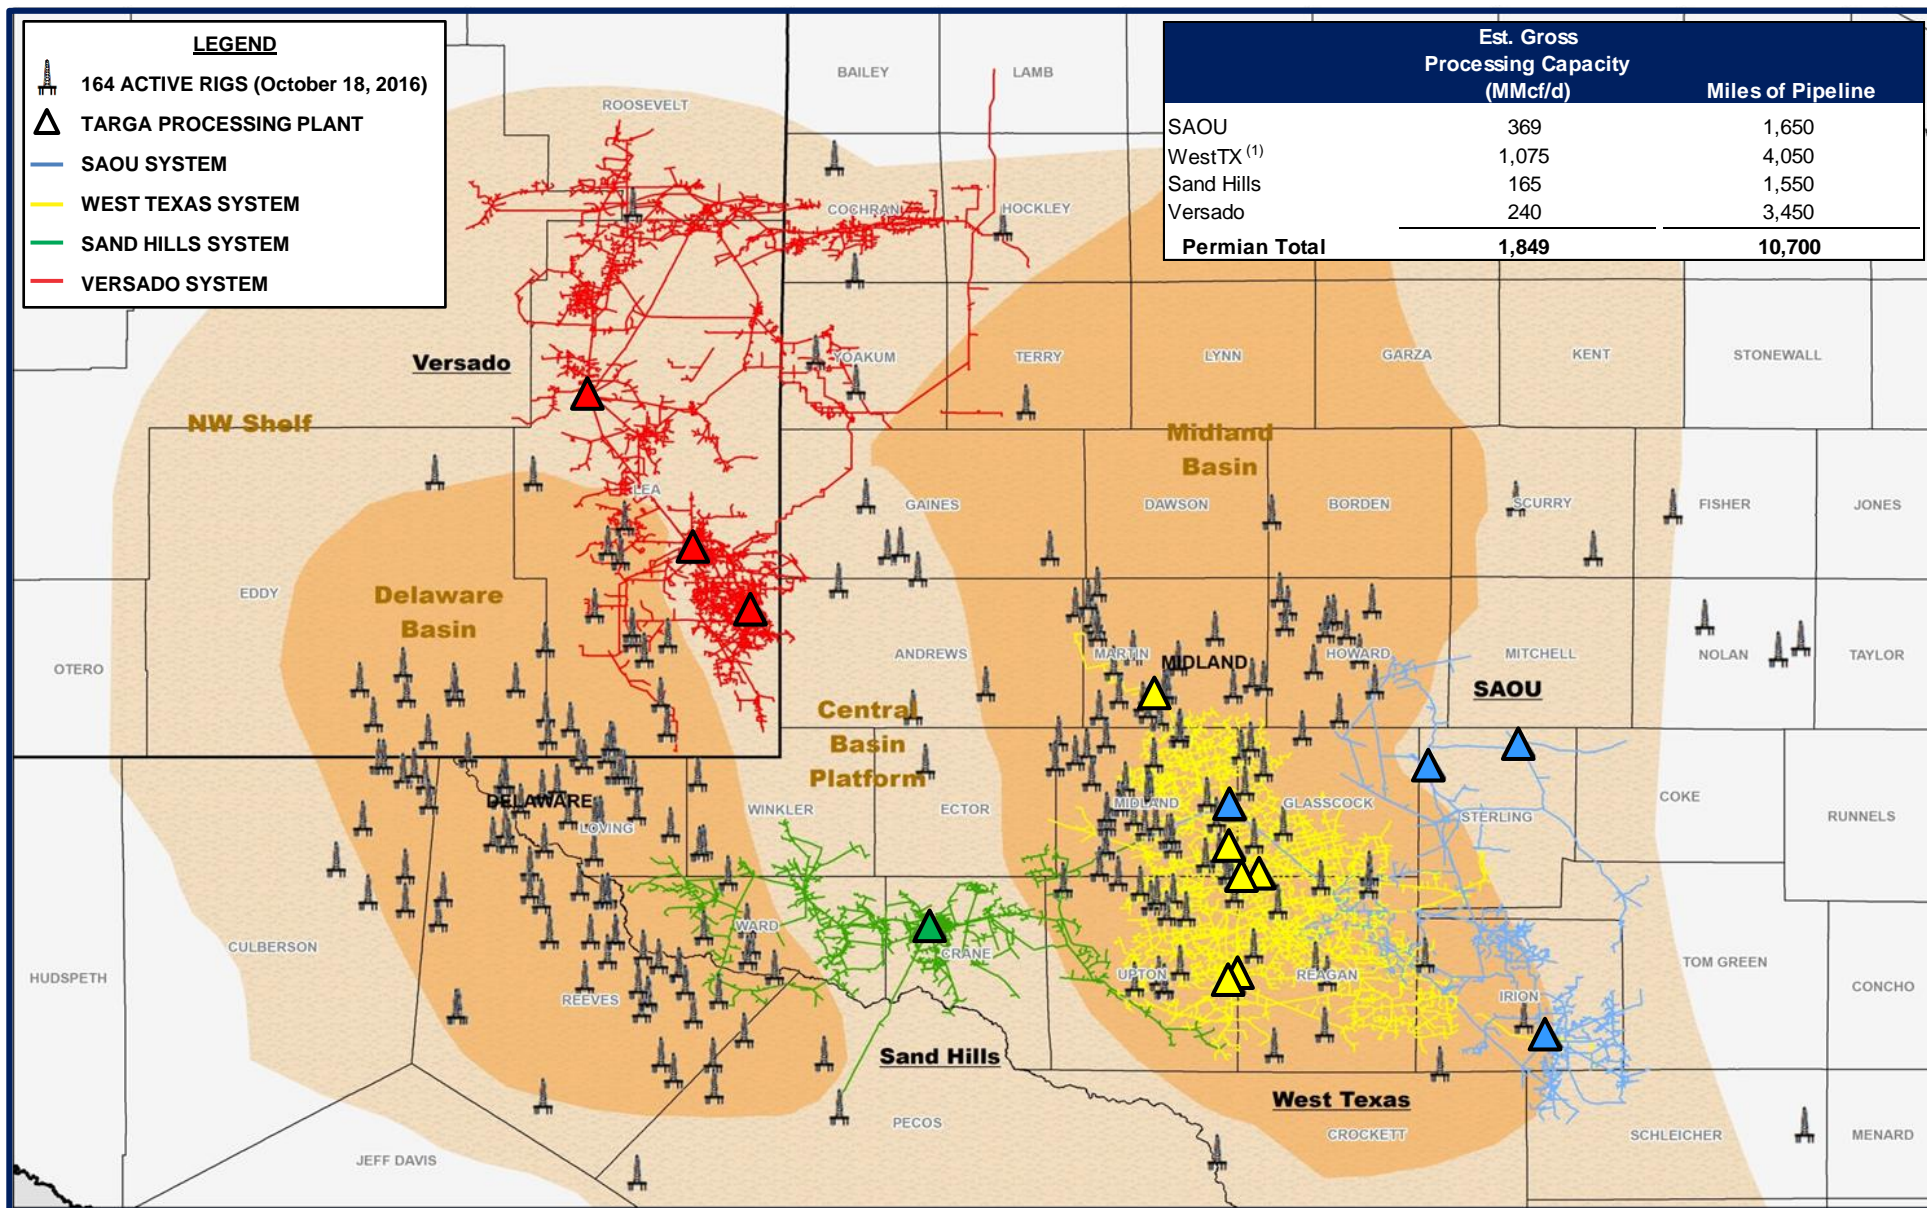 LEGEND
164 ACTIVE RIGS (October 18, 2016)
TARGA PROCESSING PLANT
SAOU SYSTEM
WEST TEXAS SYSTEM
SAND HILLS SYSTEM
VERSADO SYSTEM
Est. Gross
Processing Capacity
(MMcf/d) Miles of Pipeline
SAOU 369 1,650
WestTX (1) 1,075 4,050
Sand Hills 165 1,550
Versado 240 3,450
Permian Total 1,849 10,700
BAILEY LAMB
ROOSEVELT
COCHRAN HOCKLEY
Versado
YOAKUM TERRY LYNN GARZA KENT STONEWALL
NW Shelf
Midland
Basin
LEA GAINES DAWSON BORDEN SCURRY FISHER JONES
EDDY
Delaware
Basin
OTERO ANDREWS MARTIN MIDLAND HOWARD MITCHELL NOLAN TAYLOR
SAOU
Central
Basin
Platform
DELAWARE LOVING WINKLER ECTOR MIDLAND GLASSCOCK STERLING COKE RUNNELS
CULBERSON WARD CRANE
HUDSPETH REEVES UPTON REAGAN IRION TOM GREEN CONCHO
Sand Hills
West Texas
PECOS CROCKETT SCHLEICHER MENARD
JEFF DAVIS